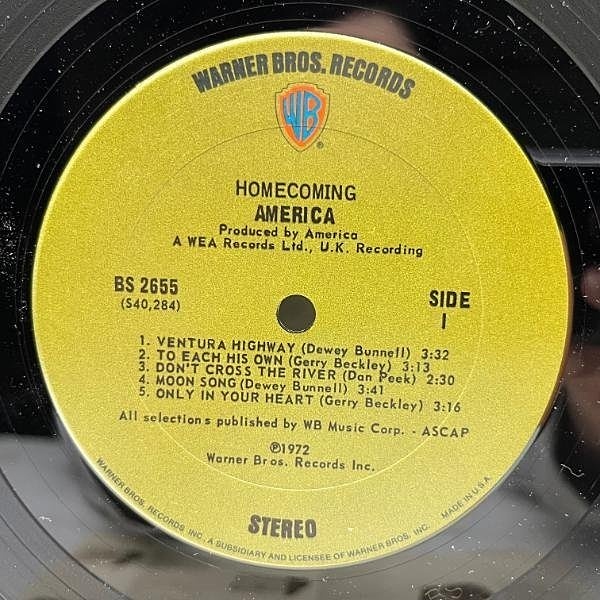 WARNER BROS. RECORDS
WB
®
HOMECOMING
AMERICA
Produced by America
A WEA Records Ltd., U.K. Recording
BS 2655
(S40,284)
SIDE
1
1. VENTURA HIGHWAY (Dewey Bunnell) 3:32
2. TO EACH HIS OWN (Gerry Beckley) 3:13
3. DON'T CROSS THE RIVER (Dan Peek) 2:30
4. MOON SONG (Dewey Bunnell) 3:41
5. ONLY IN YOUR HEART (Gerry Beckley) 3:16
All selections published by WB Music Corp. - ASCAP
℗1972
Warner Bros. Records Inc.
STEREO
WARNER BROS. RECORDS INC. A SUBSIDIARY AND LICENSEE OF WARNER BROS. INC. MADE IN U.S.A.